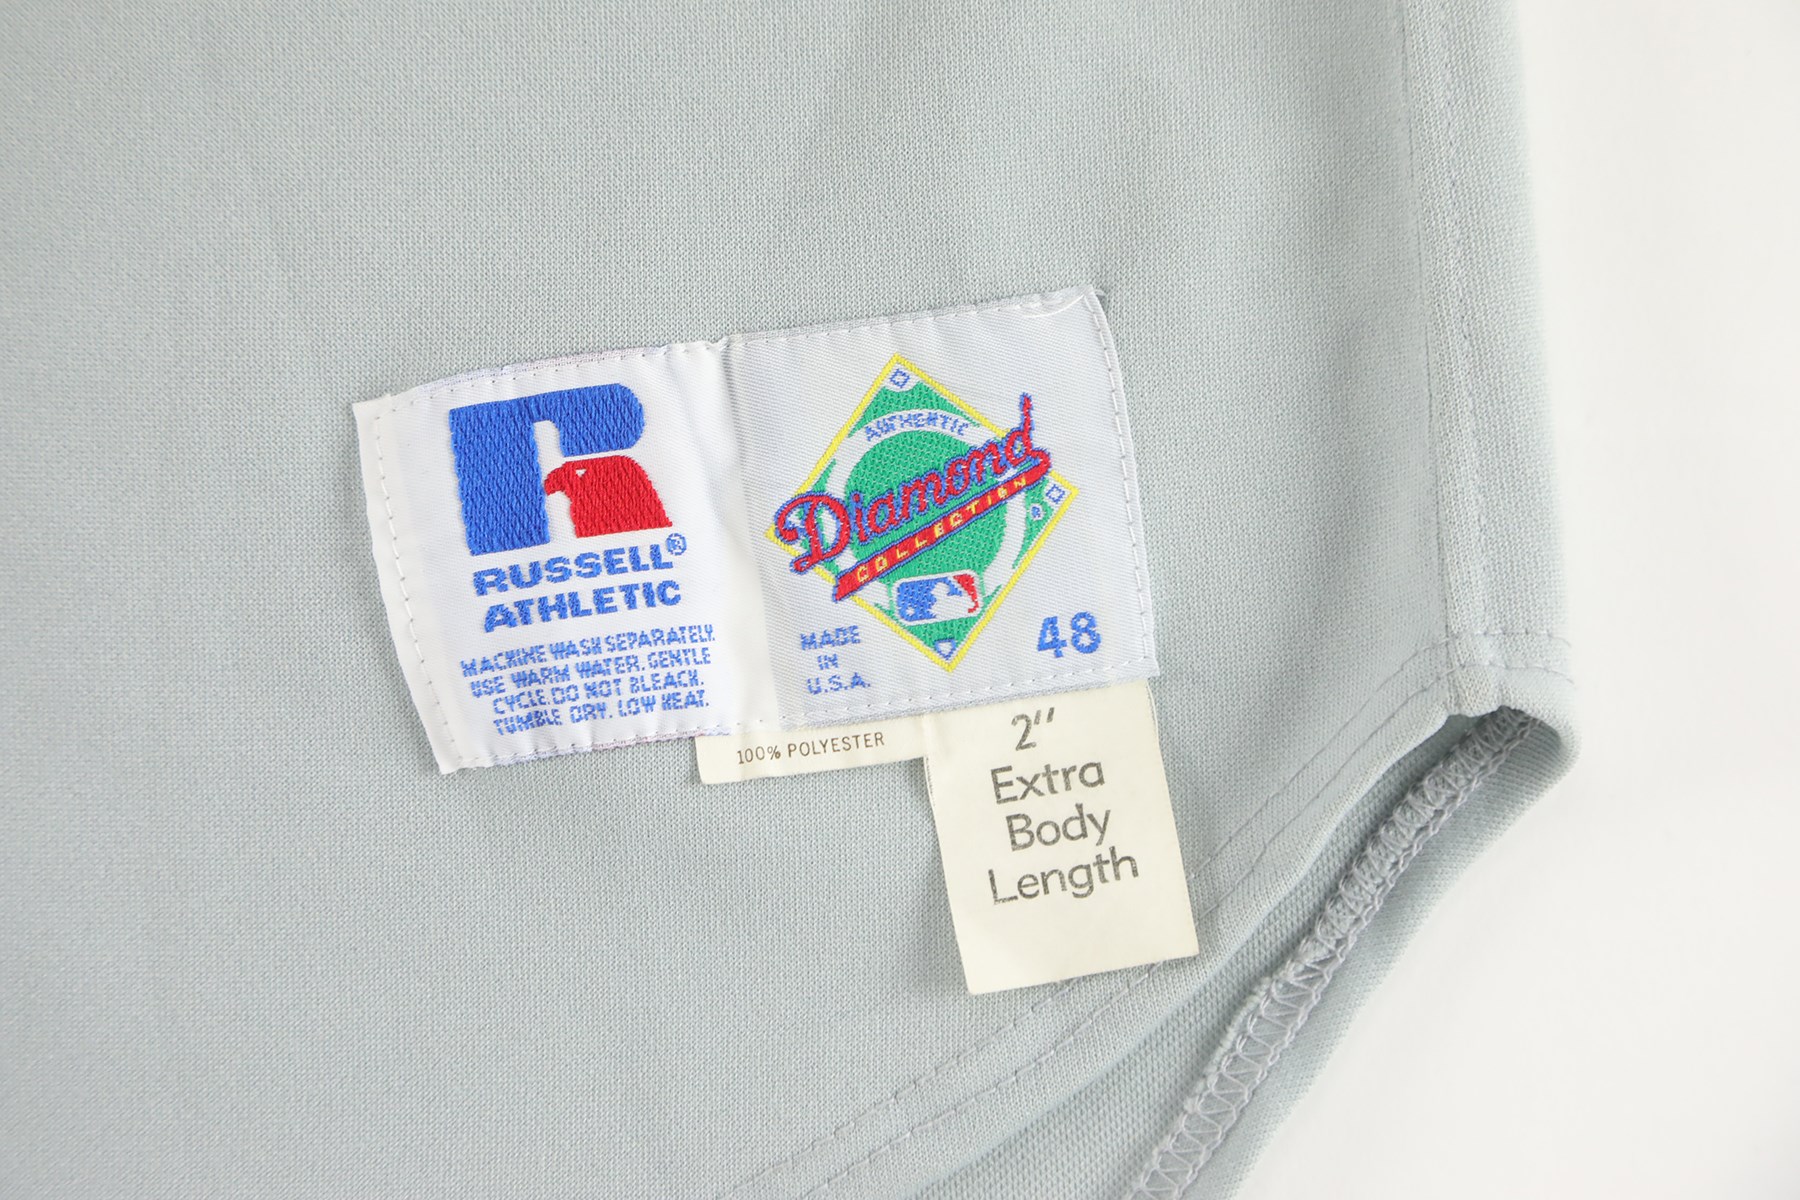 RUSSELL®
ATHLETIC
MACHINE WASH SEPARATELY.
USE WARM WATER. GENTLE
CYCLE. DO NOT BLEACH.
TUMBLE DRY. LOW HEAT.
AUTHENTIC
Diamond
COLLECTION
R
MADE
IN
U.S.A.
48
100% POLYESTER
2"
Extra
Body
Length